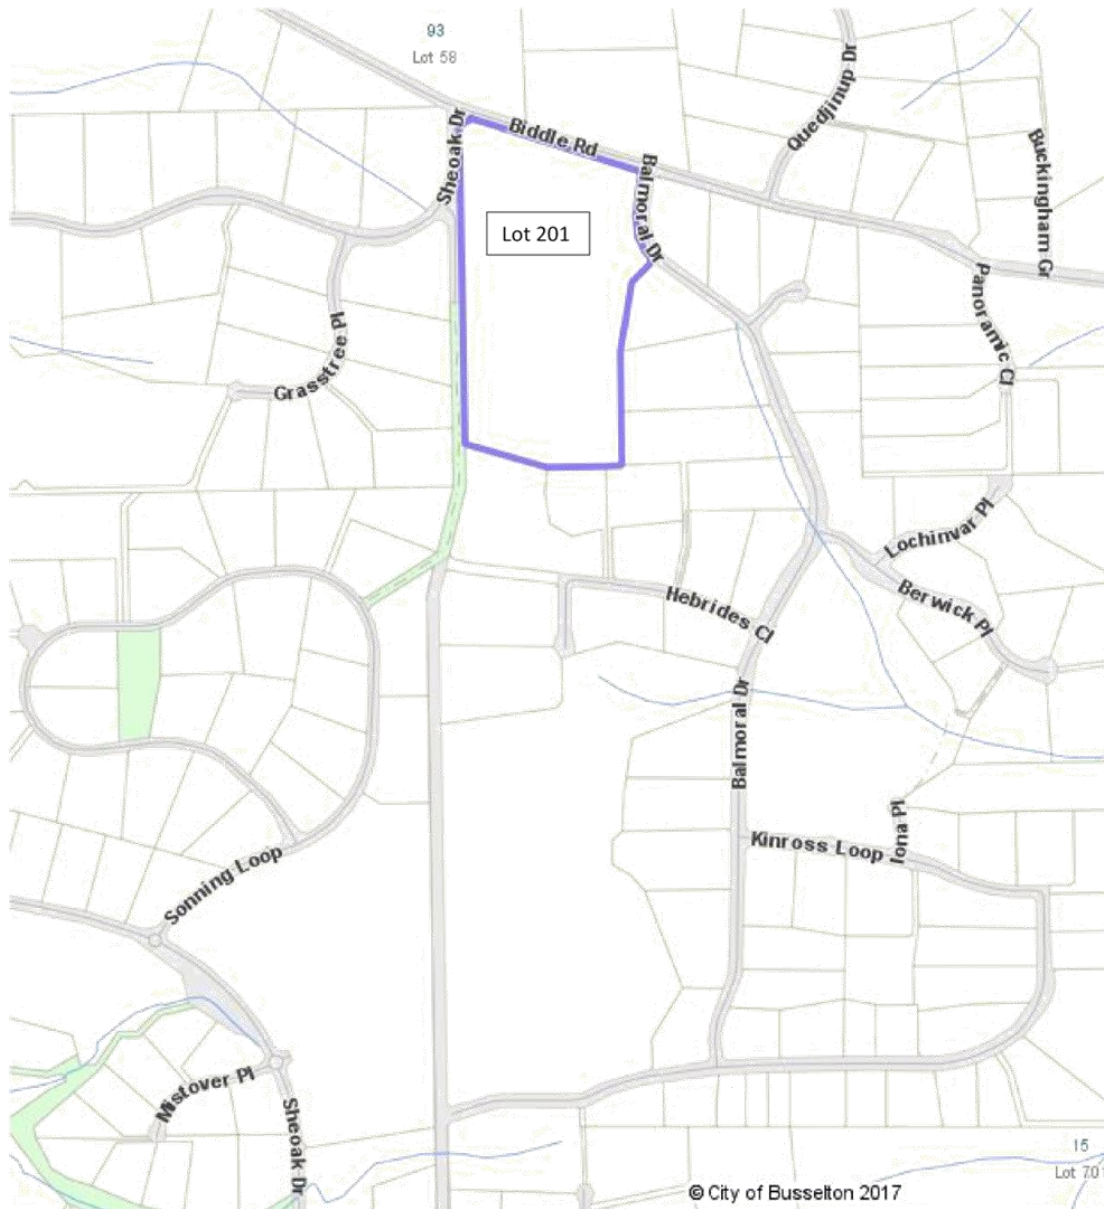 93
Lot 58
Quedjinup Dr
Sheoak Dr
Biddle Rd
Balmoral Dr
Buckingham Gr
Lot 201
Panoramic Cl
Grasstree Pl
Lochinvar Pl
Berwick Pl
Hebrides Cl
Balmoral Dr
Iona Pl
Kinross Loop
Sonning Loop
Mistover Pl
Sheoak Dr
15
Lot 701
© City of Busselton 2017